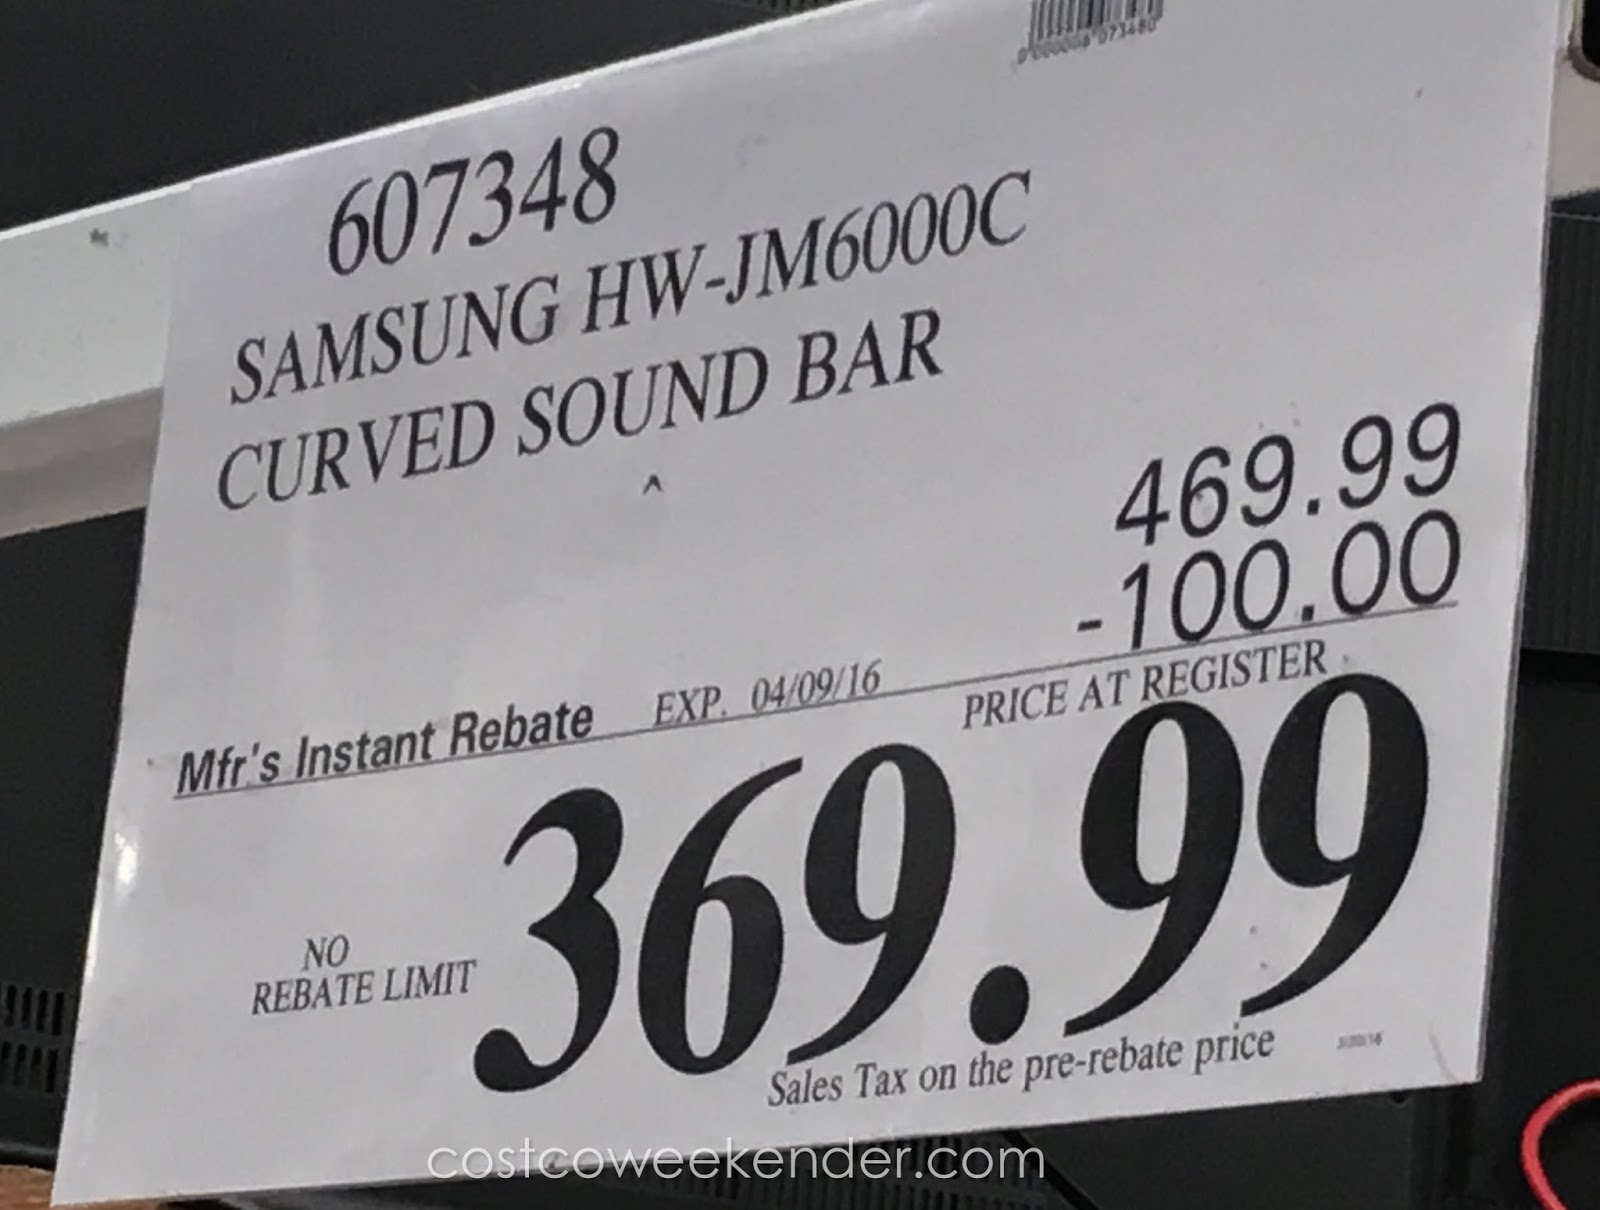 607348
SAMSUNG HW-JM6000C
CURVED SOUND BAR
^
469.99
-100.00
Mfr's Instant Rebate EXP. 04/09/16
PRICE AT REGISTER
369.99
NO
REBATE LIMIT
Sales Tax on the pre-rebate price
costcoweekender.com